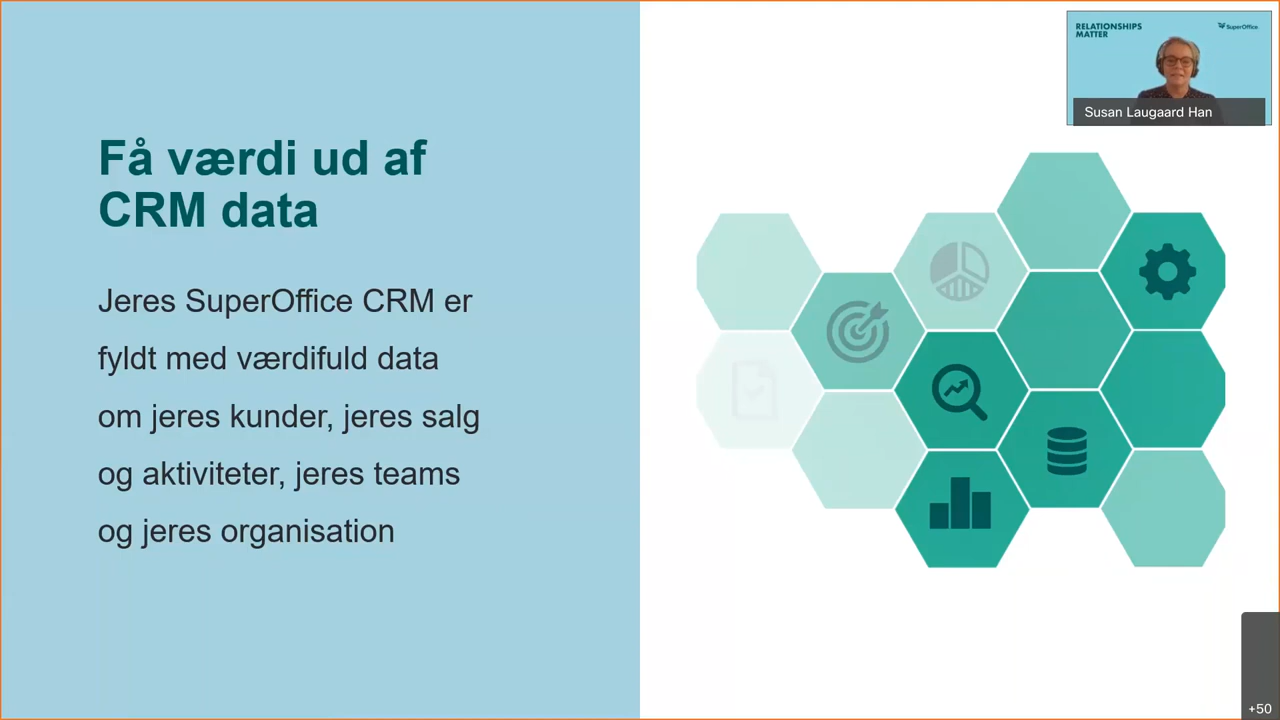 Få værdi ud af
CRM data
Jeres SuperOffice CRM er
fyldt med værdifuld data
om jeres kunder, jeres salg
og aktiviteter, jeres teams
og jeres organisation
RELATIONSHIPS
MATTER
SuperOffice
Susan Laugaard Han
+50